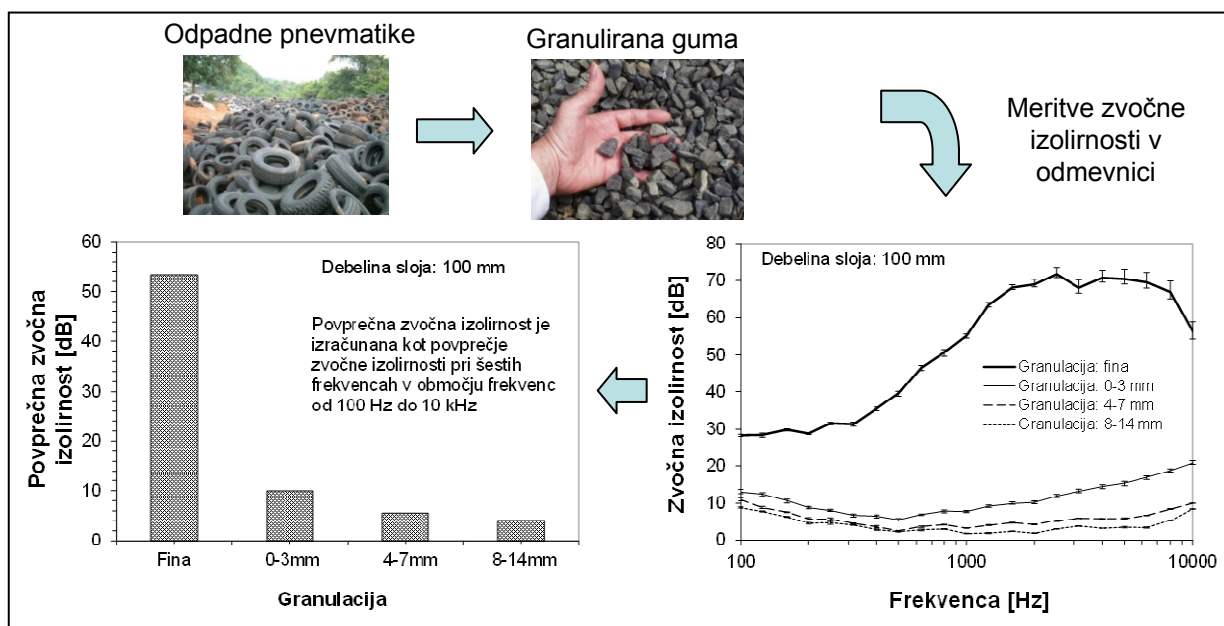 Odpadne pnevmatike
Granulirana guma
Meritve zvočne
izolirnosti v
odmevnici
Povprečna zvočna
izolirnost [dB]
60
50
40
30
20
10
0
Debelina sloja: 100 mm
Povprečna zvočna izolirnost je
izračunana kot povprečje
zvočne izolirnosti pri šestih
frekvencah v območju frekvenc
od 100 Hz do 10 kHz
Fina
0-3mm
4-7mm
8-14mm
Granulacija
Zvočna izolirnost [dB]
80
70
60
50
40
30
20
10
0
Debelina sloja: 100 mm
Granulacija: fina
Granulacija: 0-3 mm
Granulacija: 4-7 mm
Granulacija: 8-14 mm
100
1000
10000
Frekvenca [Hz]